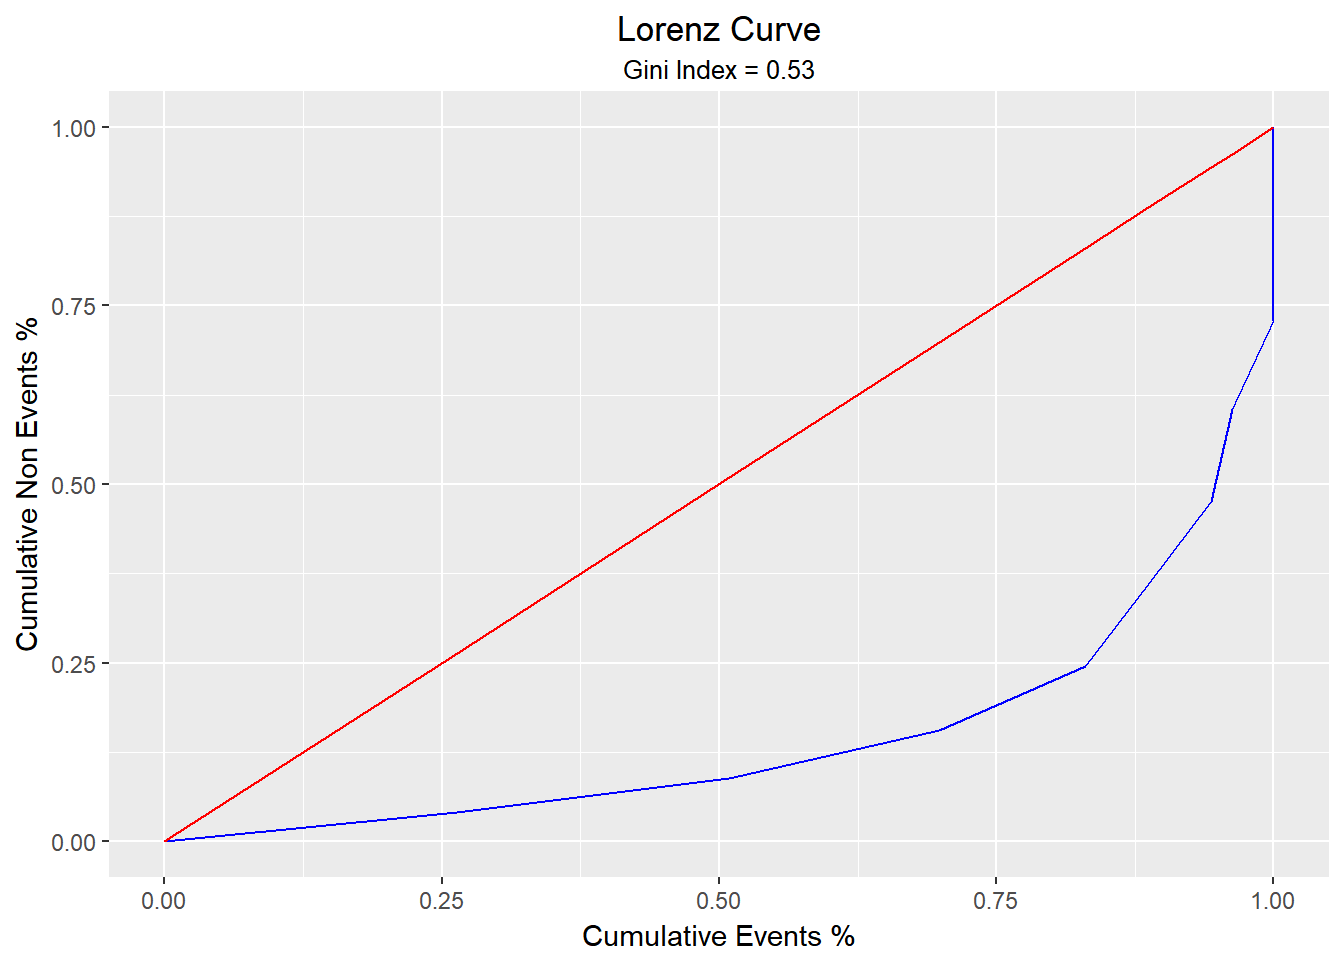 Lorenz Curve
Gini Index = 0.53
Cumulative Non Events %
1.00
0.75
0.50
0.25
0.00
0.00 0.25 0.50 0.75 1.00
Cumulative Events %